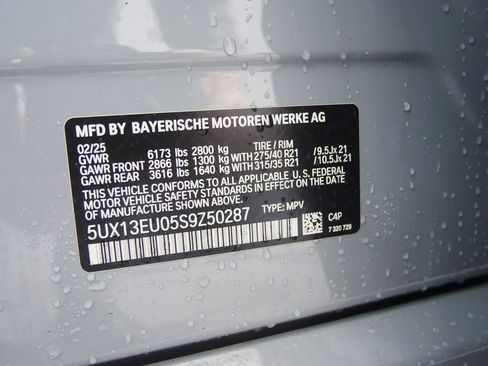 MFD BY BAYERISCHE MOTOREN WERKE AG
02/25 6173 lbs 2800 kg TIRE / RIM
GVWR
GAWR FRONT 2866 lbs 1300 kg WITH 275/40 R21 /9.5Jx 21
GAWR REAR 3616 lbs 1640 kg WITH 315/35 R21 /10.5Jx 21
THIS VEHICLE CONFORMS TO ALL APPLICABLE U.S. FEDERAL
MOTOR VEHICLE SAFETY STANDARDS IN EFFECT ON THE
DATE OF MANUFACTURE SHOWN ABOVE.
5UX13EU05S9Z50287 TYPE: MPV
C4P
7 320 729